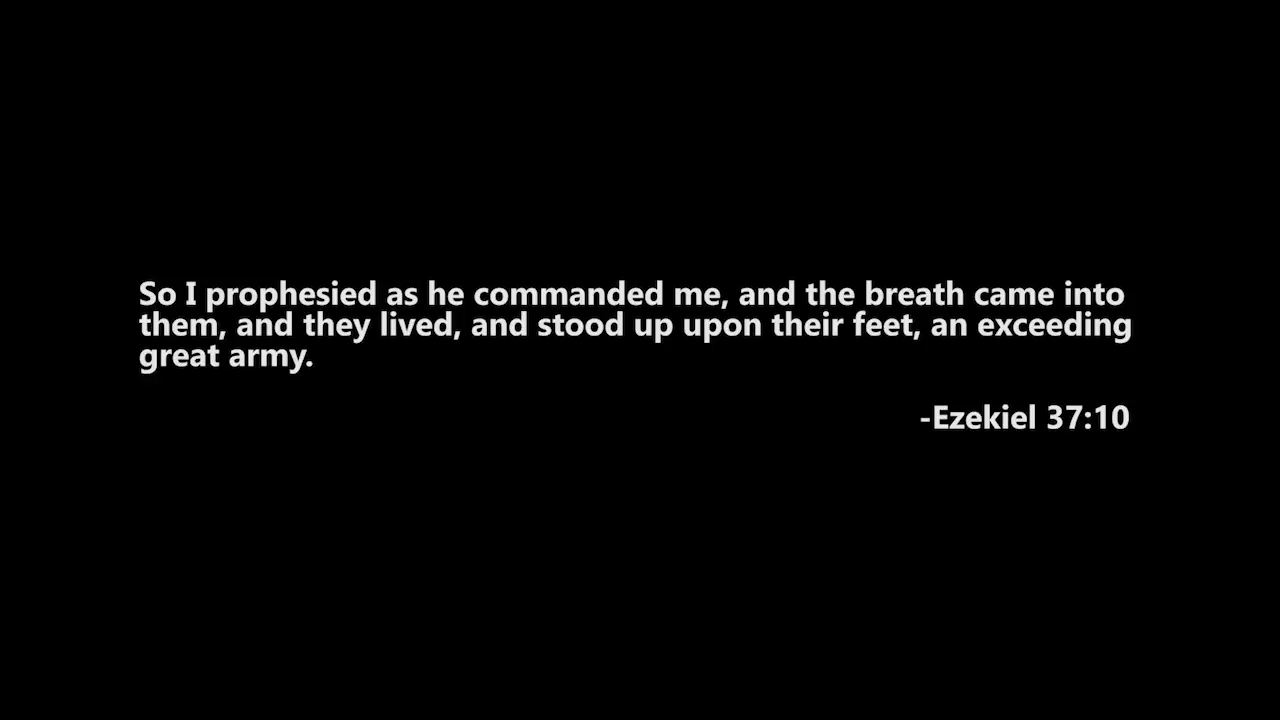 So I prophesied as he commanded me, and the breath came into
them, and they lived, and stood up upon their feet, an exceeding
great army.
-Ezekiel 37:10